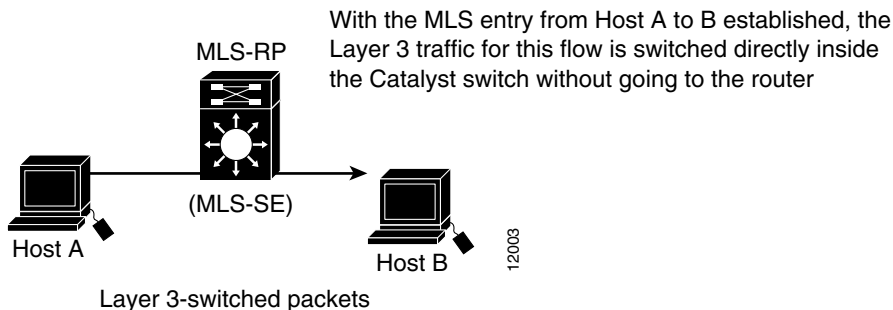 With the MLS entry from Host A to B established, the
Layer 3 traffic for this flow is switched directly inside
the Catalyst switch without going to the router
MLS-RP
(MLS-SE)
Host A
Host B
12003
Layer 3-switched packets